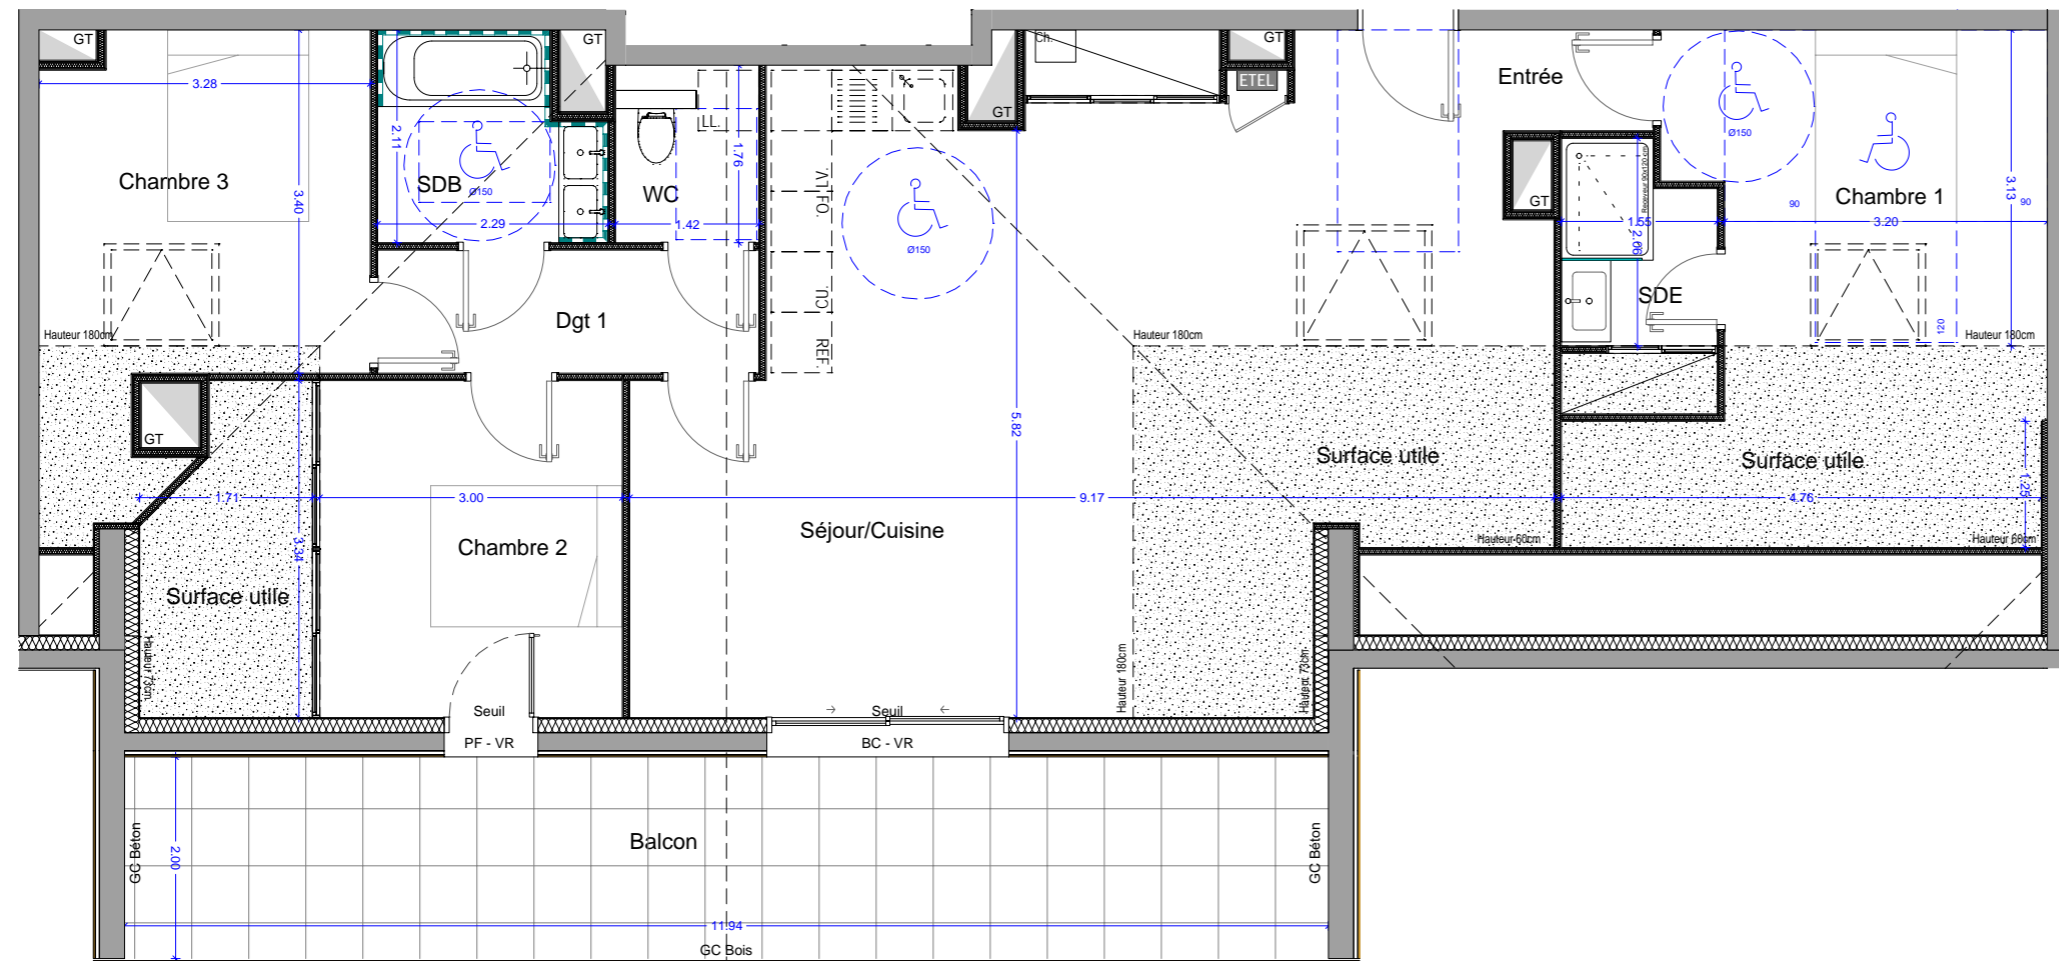 GT
GT
Ch.
GT
ETEL
GT
Entrée
3.28
2.11
LL.
1.76
Ø150
Chambre 3
3.40
SDB
Ø150
WC
LV.FO.
Ø150
GT
Receveur 90x120 cm
90
Chambre 1
90
3.13
2.29
1.42
1.55
2.06
3.20
CU.
SDE
Dgt 1
120
Hauteur 180cm
REF.
Hauteur 180cm
Hauteur 180cm
GT
5.82
Surface utile
Surface utile
1.25
1.71
3.00
9.17
4.76
Séjour/Cuisine
3.34
Chambre 2
Hauteur 60cm
Hauteur 60cm
Surface utile
Hauteur 73cm
Hauteur 180cm
Hauteur 73cm
Seuil
Seuil
PF - VR
BC - VR
GC Béton
2.00
Balcon
GC Béton
11.94
GC Bois